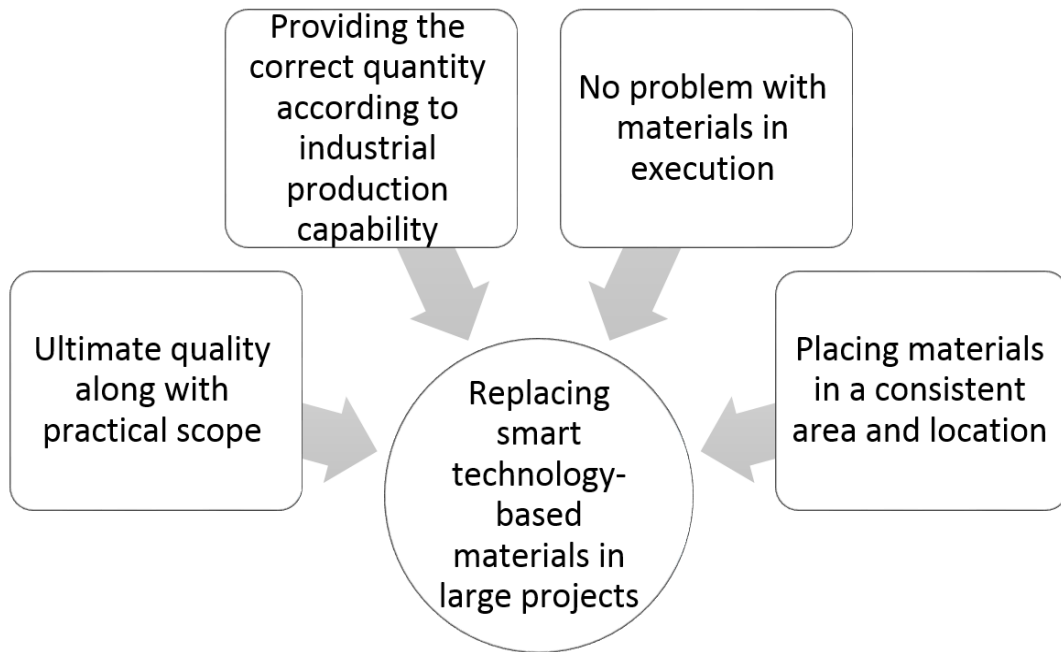 Providing the
correct quantity
according to
industrial
production
capability
No problem with
materials in
execution
Ultimate quality
along with
practical scope
Placing materials
in a consistent
area and location
Replacing
smart
technology-
based
materials in
large projects